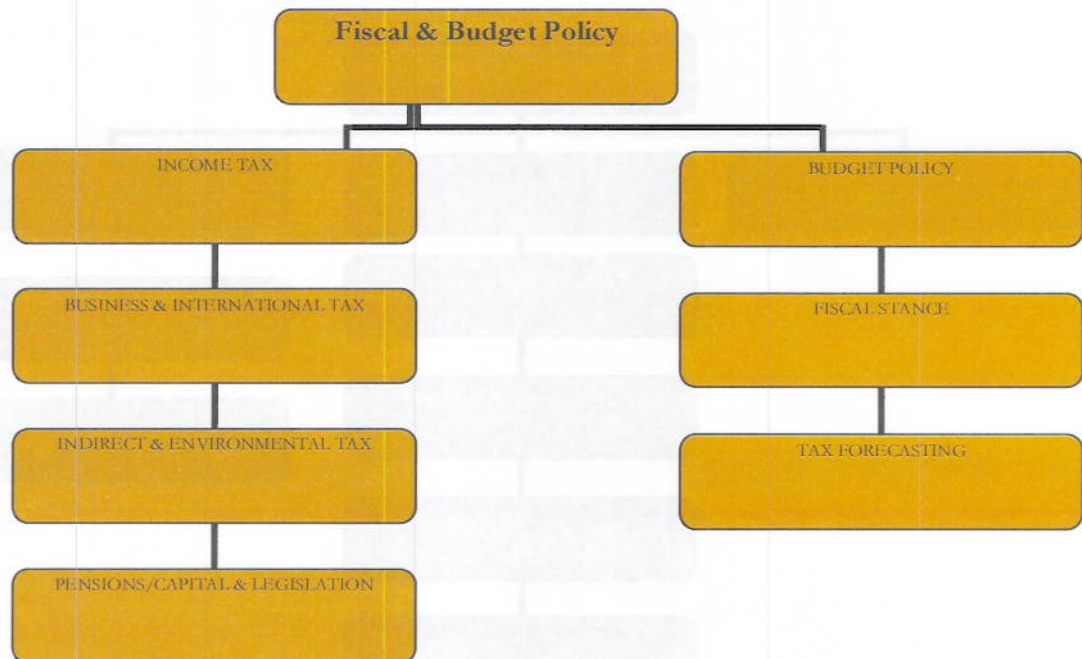 Fiscal & Budget Policy
INCOME TAX
BUSINESS & INTERNATIONAL TAX
INDIRECT & ENVIRONMENTAL TAX
PENSIONS/CAPITAL & LEGISLATION
BUDGET POLICY
FISCAL STANCE
TAX FORECASTING